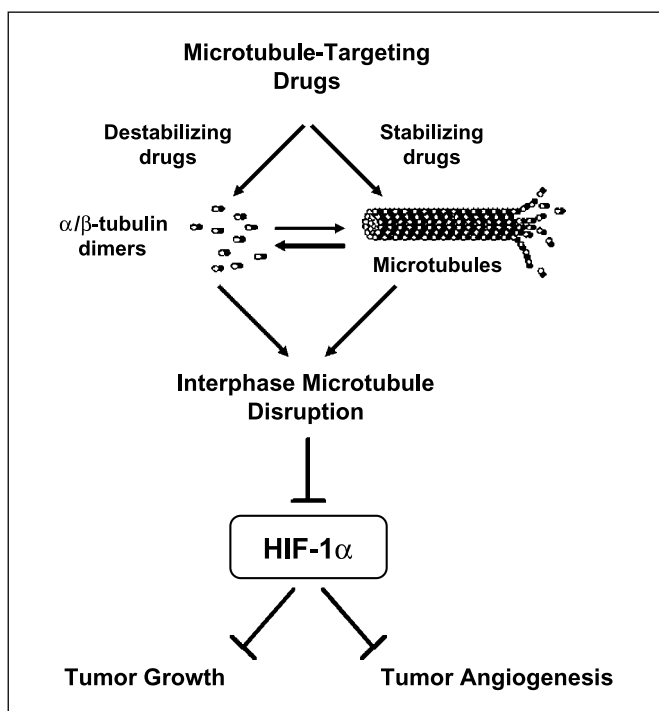 Microtubule-Targeting
Drugs
Destabilizing
drugs
Stabilizing
drugs
α/β-tubulin
dimers
Microtubules
Interphase Microtubule
Disruption
HIF-1α
Tumor Growth
Tumor Angiogenesis